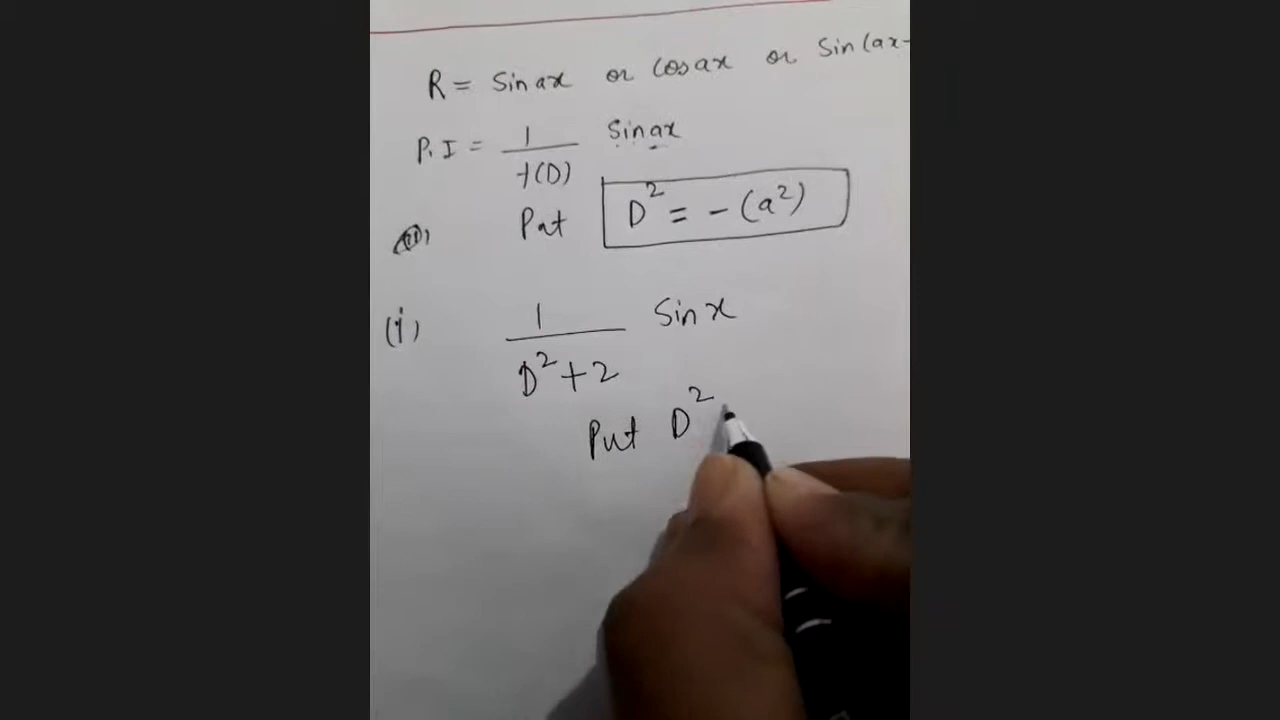 R = Sin ax or Cos ax or Sin(ax-
P.I = 1/f(D) Sin ax
Put D² = -(a²)
(i) 1/D²+2 Sin x
Put D²